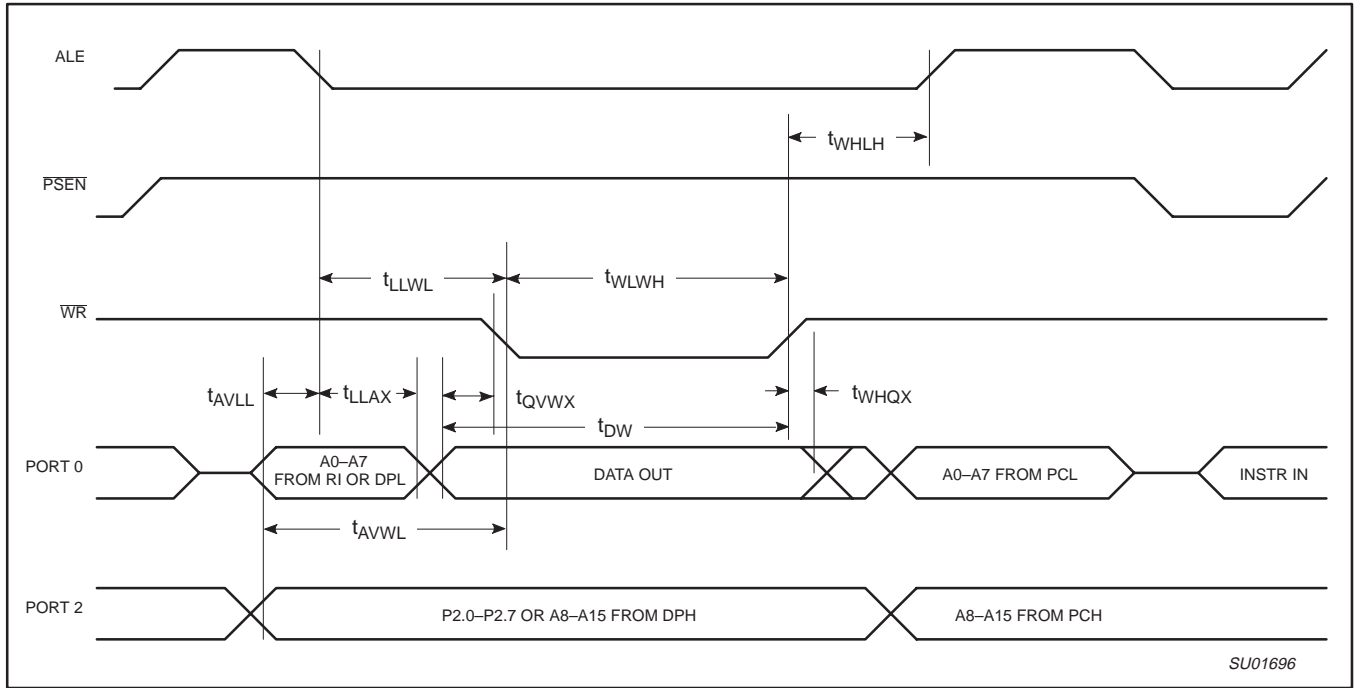 ALE
tWHLH
PSEN
tLLWL
tWLWH
WR
tAVLL
tLLAX
tQVWX
tWHQX
tDW
PORT 0
A0–A7
FROM RI OR DPL
DATA OUT
A0–A7 FROM PCL
INSTR IN
tAVWL
PORT 2
P2.0–P2.7 OR A8–A15 FROM DPH
A8–A15 FROM PCH
SU01696